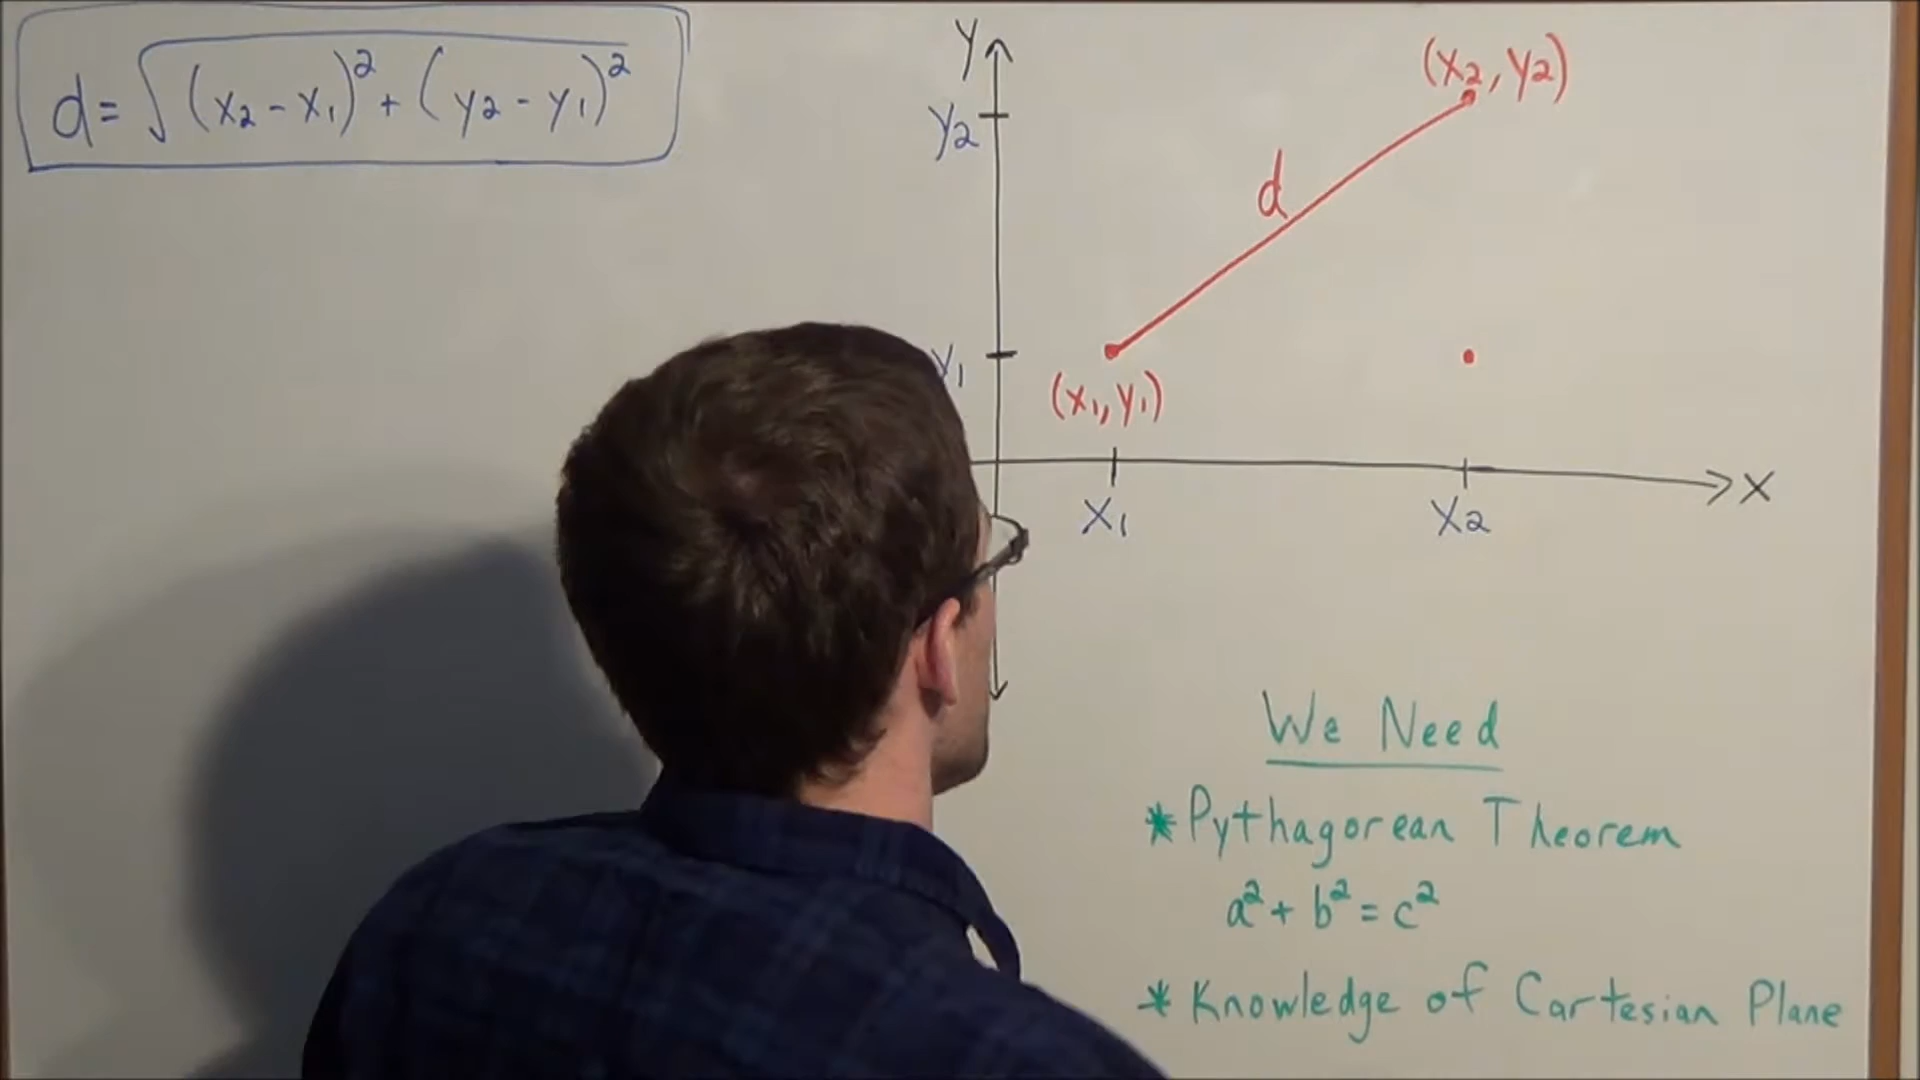 d = √(x₂ - x₁)² + (y₂ - y₁)²
y
(x₂, y₂)
y₂
d
y₁
(x₁, y₁)
x
x₁
x₂
We Need
* Pythagorean Theorem
a² + b² = c²
* Knowledge of Cartesian Plane